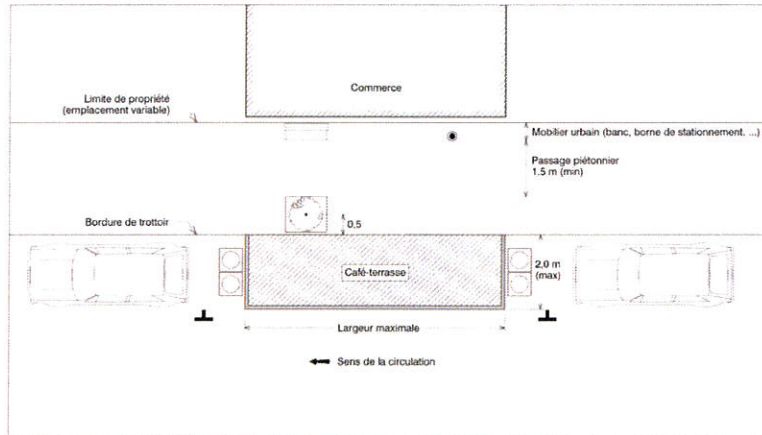 Commerce
Limite de propriété
(emplacement variable)
Mobilier urbain (banc, borne de stationnement, ...)
Passage piétonnier
1.5 m (min)
Bordure de trottoir
0,5
Café-terrasse
2,0 m
(max)
Largeur maximale
Sens de la circulation